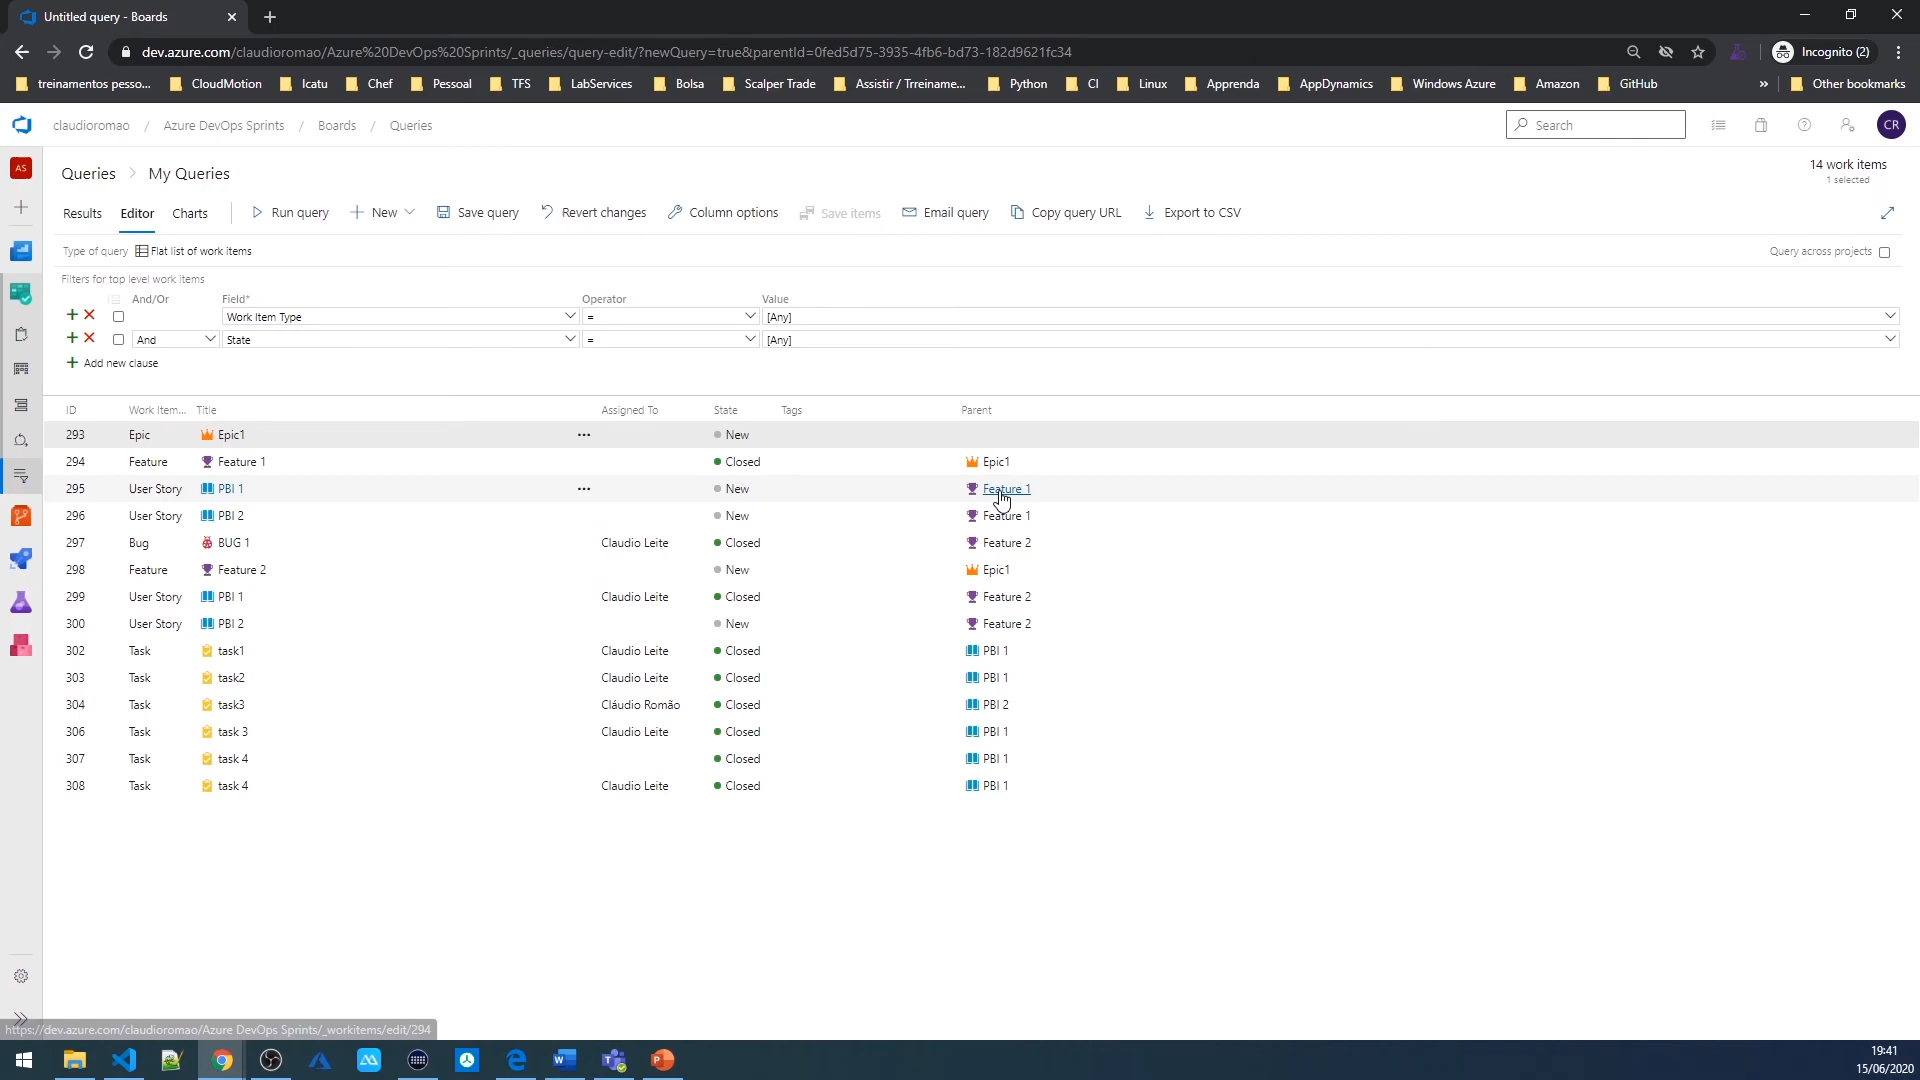 Untitled query - Boards
dev.azure.com/claudioromao/Azure%20DevOps%20Sprints/_queries/query-edit/?newQuery=true&parentId=0fed5d75-3935-4fb6-bd73-182d9621fc34
Incognito (2)
treinamentos pesso... CloudMotion Icatu Chef Pessoal TFS LabServices Bolsa Scalper Trade Assistir / Trreiname... Python CI Linux Apprenda AppDynamics Windows Azure Amazon GitHub » Other bookmarks
claudioromao / Azure DevOps Sprints / Boards / Queries
Search
CR
AS
Queries > My Queries
14 work items
1 selected
Results Editor Charts Run query New Save query Revert changes Column options Save items Email query Copy query URL Export to CSV
Type of query Flat list of work items
Query across projects
Filters for top level work items
And/Or Field* Operator Value
Work Item Type = [Any]
And State = [Any]
Add new clause
ID Work Item... Title Assigned To State Tags Parent
293 Epic Epic1 ... New
294 Feature Feature 1 Closed Epic1
295 User Story PBI 1 ... New Feature 1
296 User Story PBI 2 New Feature 1
297 Bug BUG 1 Claudio Leite Closed Feature 2
298 Feature Feature 2 New Epic1
299 User Story PBI 1 Claudio Leite Closed Feature 2
300 User Story PBI 2 New Feature 2
302 Task task1 Claudio Leite Closed PBI 1
303 Task task2 Claudio Leite Closed PBI 1
304 Task task3 Cláudio Romão Closed PBI 2
306 Task task 3 Claudio Leite Closed PBI 1
307 Task task 4 Closed PBI 1
308 Task task 4 Claudio Leite Closed PBI 1
https://dev.azure.com/claudioromao/Azure DevOps Sprints/_workitems/edit/294
19:41
15/06/2020